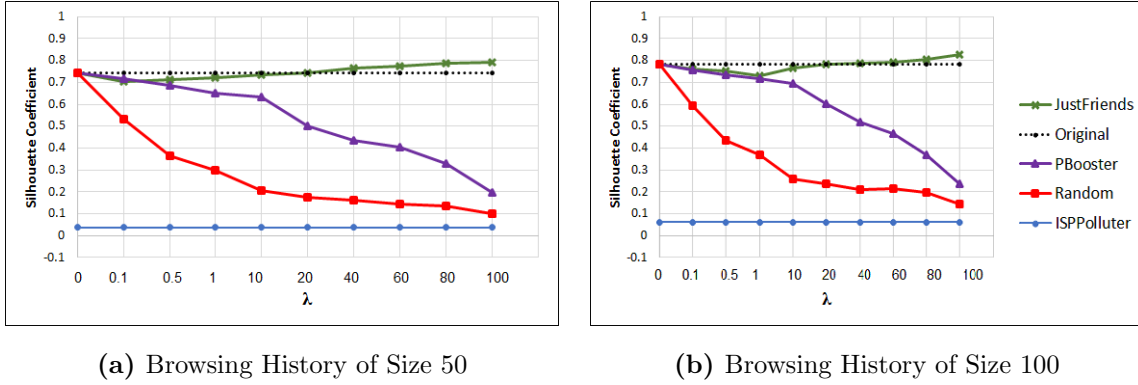 1
0.9
0.8
0.7
0.6
0.5
0.4
0.3
0.2
0.1
0
-0.1
Silhouette Coefficient
0 0.1 0.5 1 10 20 40 60 80 100
λ
(a) Browsing History of Size 50
1
0.9
0.8
0.7
0.6
0.5
0.4
0.3
0.2
0.1
0
-0.1
Silhouette Coefficient
0 0.1 0.5 1 10 20 40 60 80 100
λ
JustFriends
Original
PBooster
Random
ISPPolluter
(b) Browsing History of Size 100